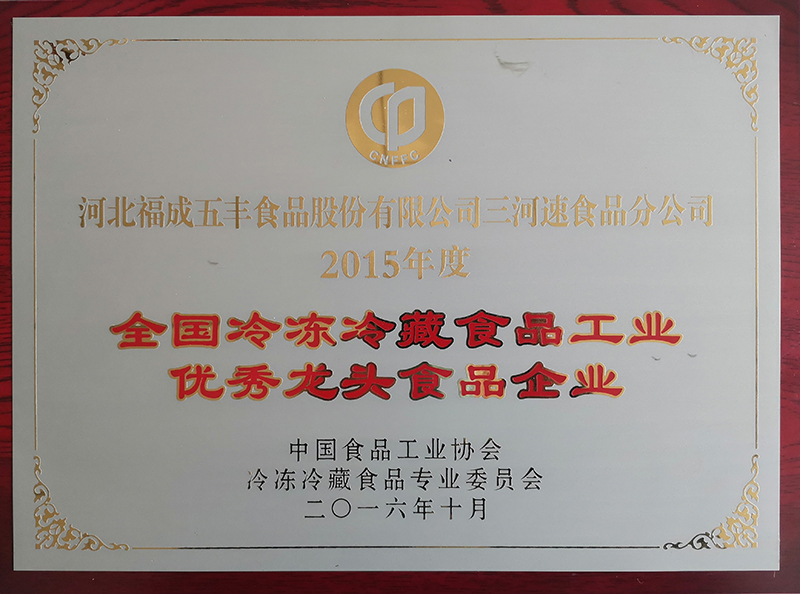 CNFFC
河北福成五丰食品股份有限公司三河速食品分公司
2015年度
全国冷冻冷藏食品工业
优秀龙头食品企业
中国食品工业协会
冷冻冷藏食品专业委员会
二〇一六年十月